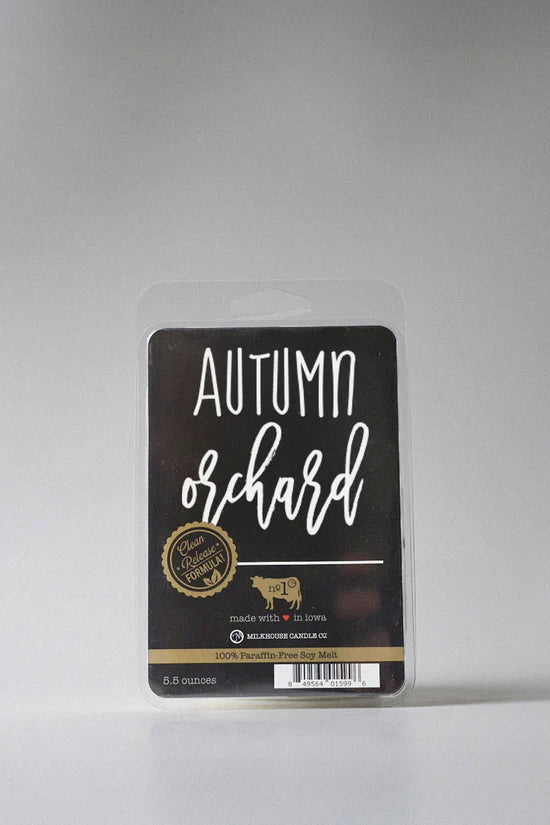 AUTUMN
orchard
Clean
Release
FORMULA!
no1
made with ♥ in iowa
MILKHOUSE CANDLE CO
100% Paraffin-Free Soy Melt
5.5 ounces
8 49564 01599 6